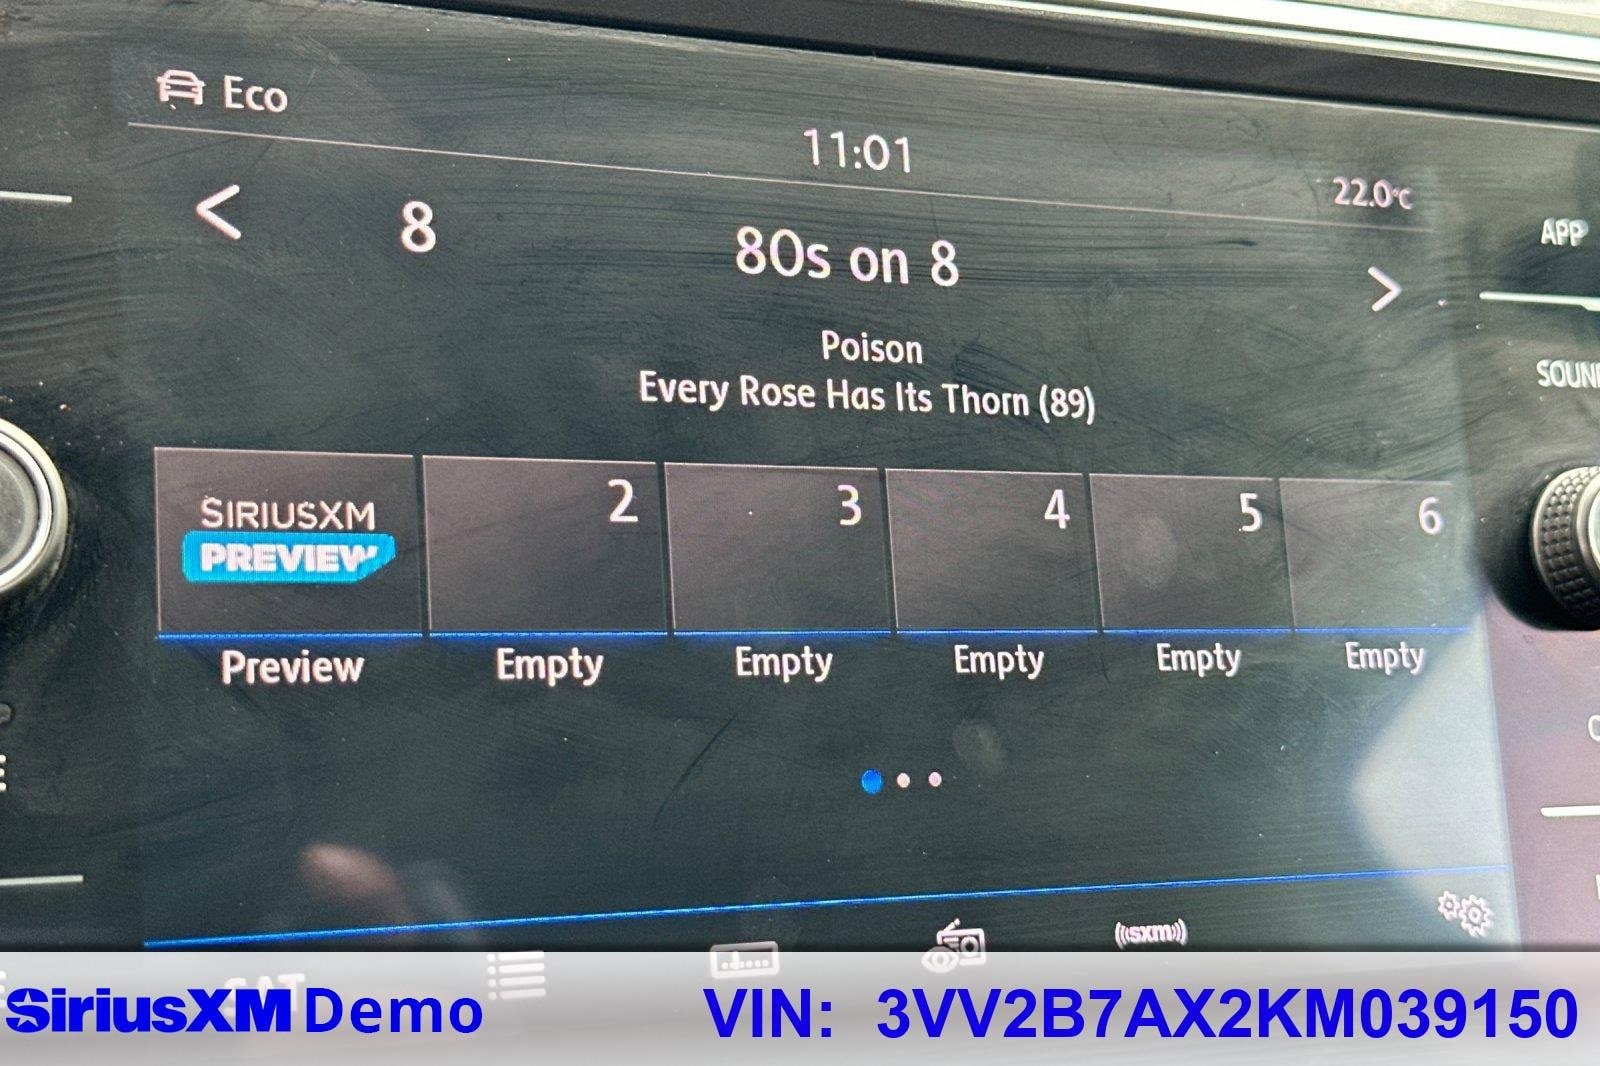 Eco
11:01
22.0°C
8
80s on 8
Poison
Every Rose Has Its Thorn (89)
APP
SOUN
SIRIUSXM
PREVIEW
2
3
4
5
6
Preview
Empty
Empty
Empty
Empty
Empty
((sxm))
SAT
SiriusXM Demo
VIN: 3VV2B7AX2KM039150